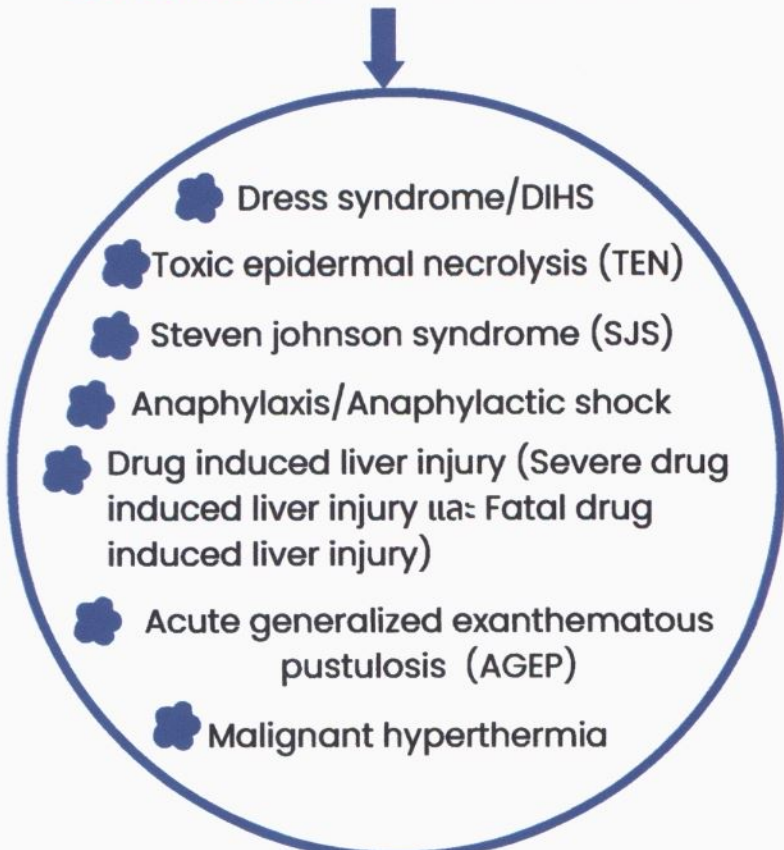 Dress syndrome/DIHS
Toxic epidermal necrolysis (TEN)
Steven johnson syndrome (SJS)
Anaphylaxis/Anaphylactic shock
Drug induced liver injury (Severe drug
induced liver injury และ Fatal drug
induced liver injury)
Acute generalized exanthematous
pustulosis (AGEP)
Malignant hyperthermia